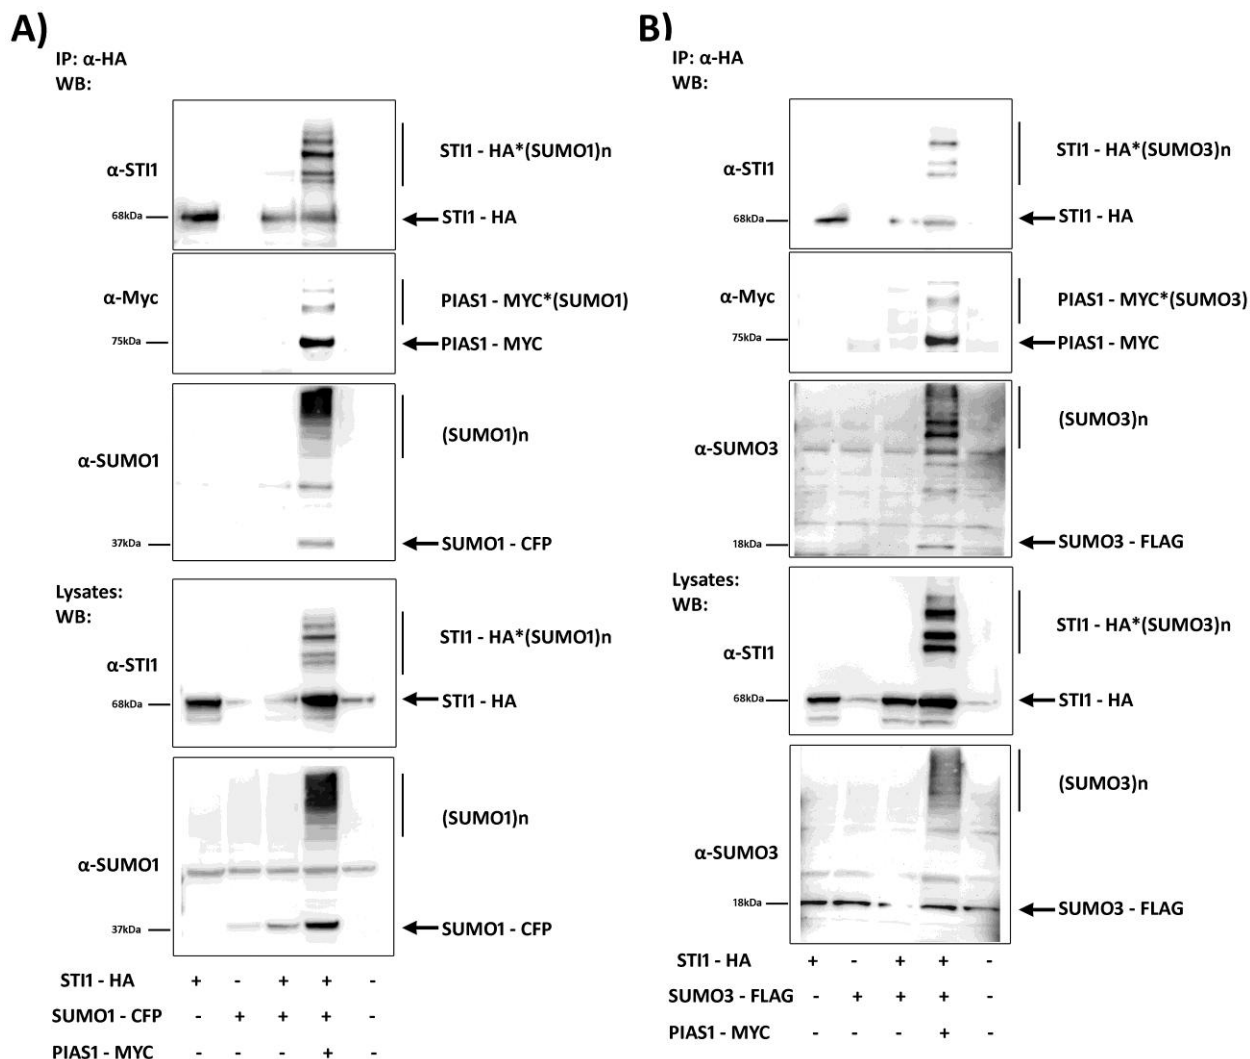 A)
IP: α-HA
WB:
α-STI1
STI1 - HA*(SUMO1)n
68kDa
STI1 - HA
α-Myc
PIAS1 - MYC*(SUMO1)
75kDa
PIAS1 - MYC
α-SUMO1
(SUMO1)n
37kDa
SUMO1 - CFP
Lysates:
WB:
α-STI1
STI1 - HA*(SUMO1)n
68kDa
STI1 - HA
α-SUMO1
(SUMO1)n
37kDa
SUMO1 - CFP
STI1 - HA + - + + -
SUMO1 - CFP - + + + -
PIAS1 - MYC - - - + -
B)
IP: α-HA
WB:
α-STI1
STI1 - HA*(SUMO3)n
68kDa
STI1 - HA
α-Myc
PIAS1 - MYC*(SUMO3)
75kDa
PIAS1 - MYC
α-SUMO3
(SUMO3)n
18kDa
SUMO3 - FLAG
Lysates:
WB:
α-STI1
STI1 - HA*(SUMO3)n
68kDa
STI1 - HA
α-SUMO3
(SUMO3)n
18kDa
SUMO3 - FLAG
STI1 - HA + - + + -
SUMO3 - FLAG - + + + -
PIAS1 - MYC - - - + -